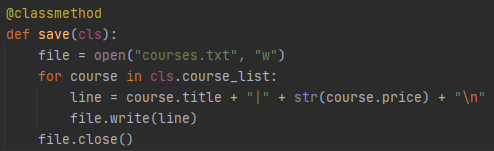 @classmethod
def save(cls):
    file = open("courses.txt", "w")
    for course in cls.course_list:
        line = course.title + "|" + str(course.price) + "\n"
        file.write(line)
    file.close()